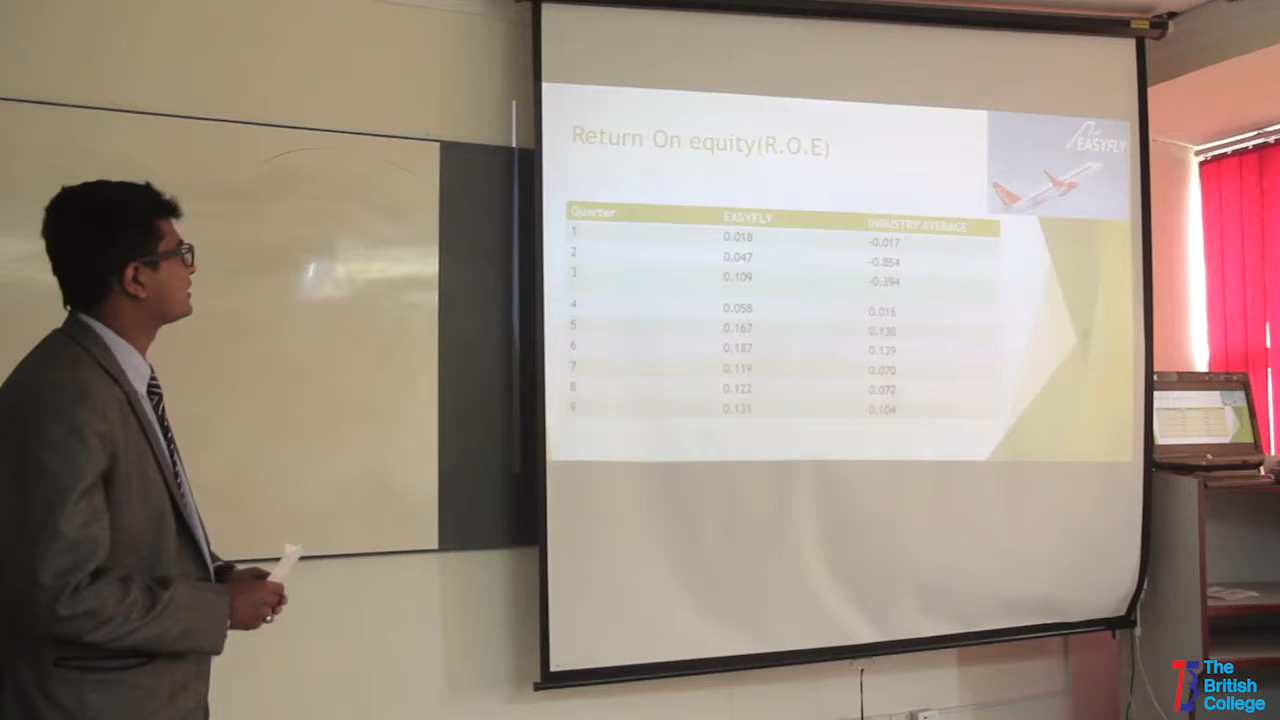 Return On equity(R.O.E)
EASYFLY
Quarter EASYFLY INDUSTRY AVERAGE
1 0.018 -0.017
2 0.047 -0.854
3 0.109 -0.394
4 0.058 0.016
5 0.167 0.130
6 0.187 0.139
7 0.119 0.070
8 0.122 0.077
9 0.131 0.104
The
British
College